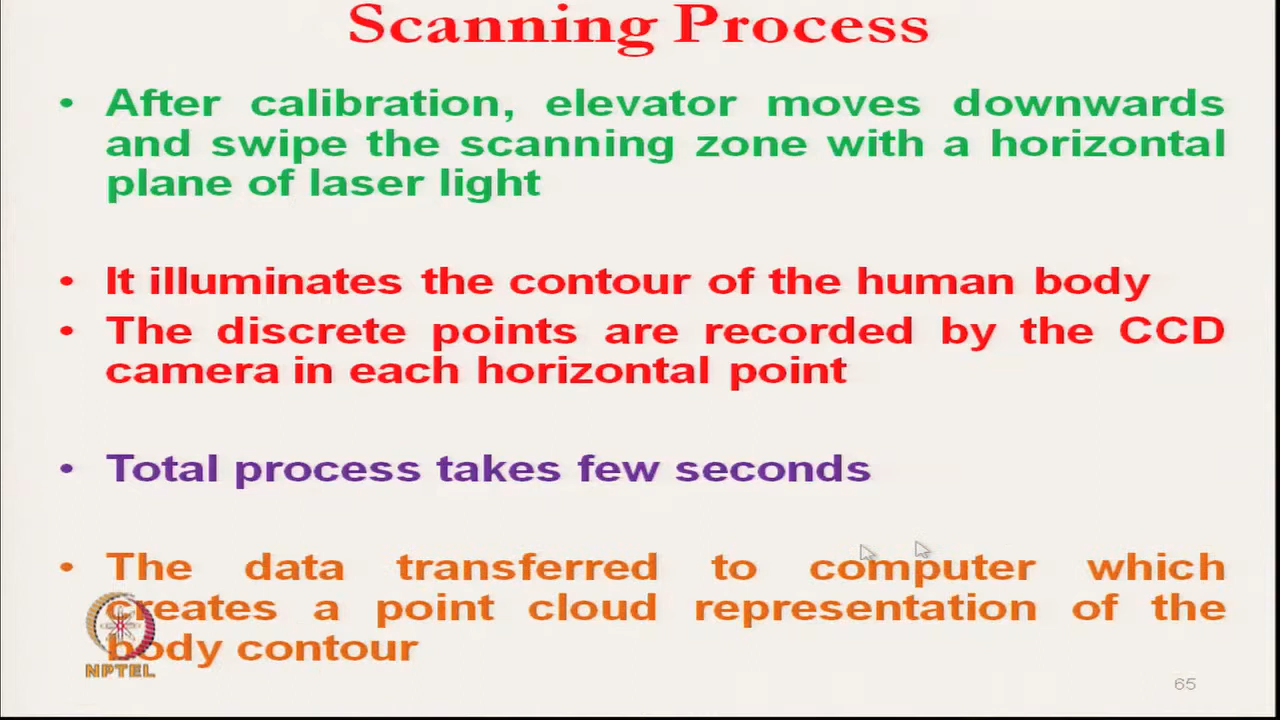 Scanning Process
• After calibration, elevator moves downwards
and swipe the scanning zone with a horizontal
plane of laser light
• It illuminates the contour of the human body
• The discrete points are recorded by the CCD
camera in each horizontal point
• Total process takes few seconds
• The data transferred to computer which
creates a point cloud representation of the
body contour
NPTEL
65